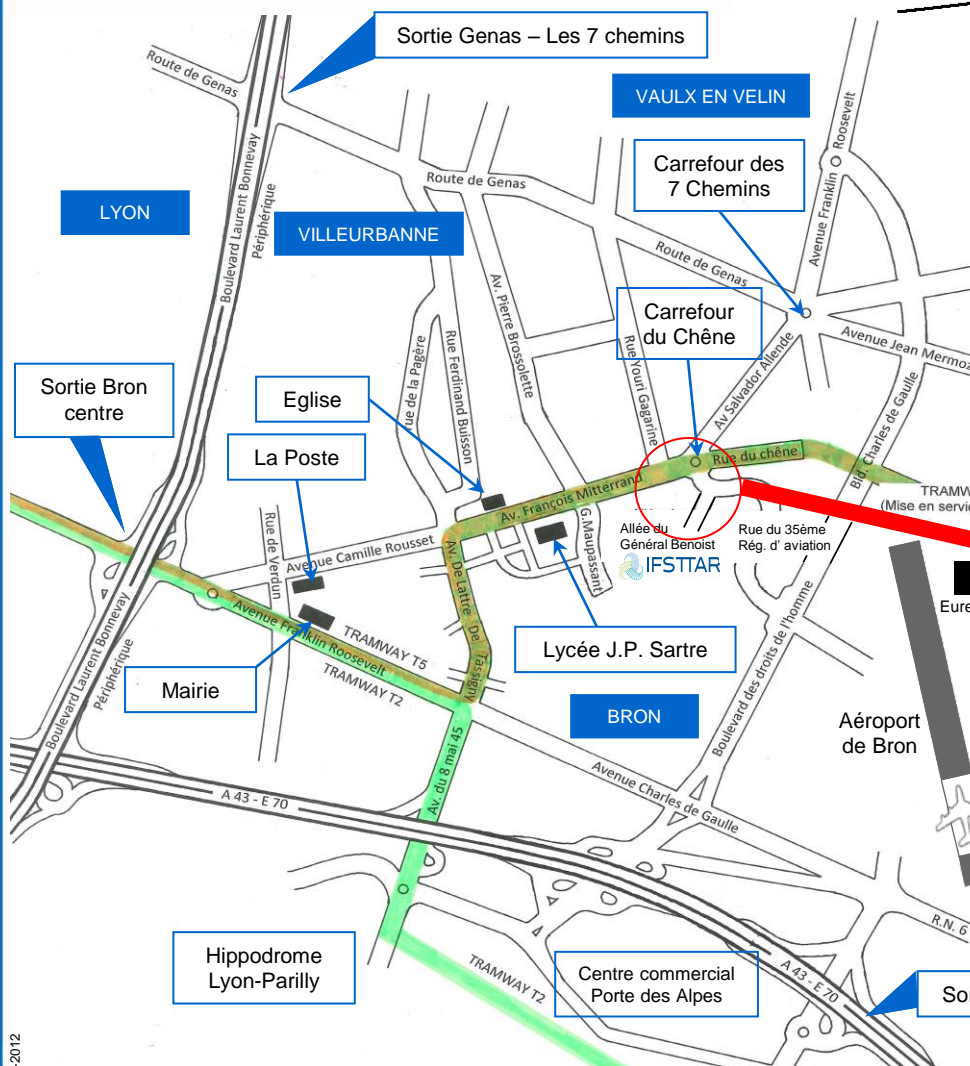 Sortie Genas – Les 7 chemins
Route de Genas
VAULX EN VELIN
Avenue Franklin Roosevelt
Carrefour des
7 Chemins
Route de Genas
LYON
Boulevard Laurent Bonnevay
Périphérique
VILLEURBANNE
Route de Genas
Carrefour
du Chêne
Av. Pierre Brossolette
Rue Ferdinand Buisson
rue de la Pagère
Rue Youri Gagarine
Av Salvador Allende
Avenue Jean Mermoz
Bld. Charles de Gaulle
Sortie Bron
centre
Eglise
La Poste
Rue du chêne
Av. François Mitterrand
TRAMW
(Mise en servic
Rue de Verdun
Avenue Camille Rousset
G.Maupassant
Allée du
Général Benoist
IFSTTAR
Rue du 35ème
Rég. d' aviation
Eure
Av. De Lattre De Tassigny
Avenue Franklin Roosevelt
TRAMWAY T5
TRAMWAY T2
Lycée J.P. Sartre
Mairie
Boulevard Laurent Bonnevay
Périphérique
Boulevard des droits de l'homme
BRON
Aéroport
de Bron
Av. du 8 mai 45
Avenue Charles de Gaulle
A 43 - E 70
R.N. 6
Hippodrome
Lyon-Parilly
TRAMWAY T2
Centre commercial
Porte des Alpes
A 43 - E 70
Sor
-2012